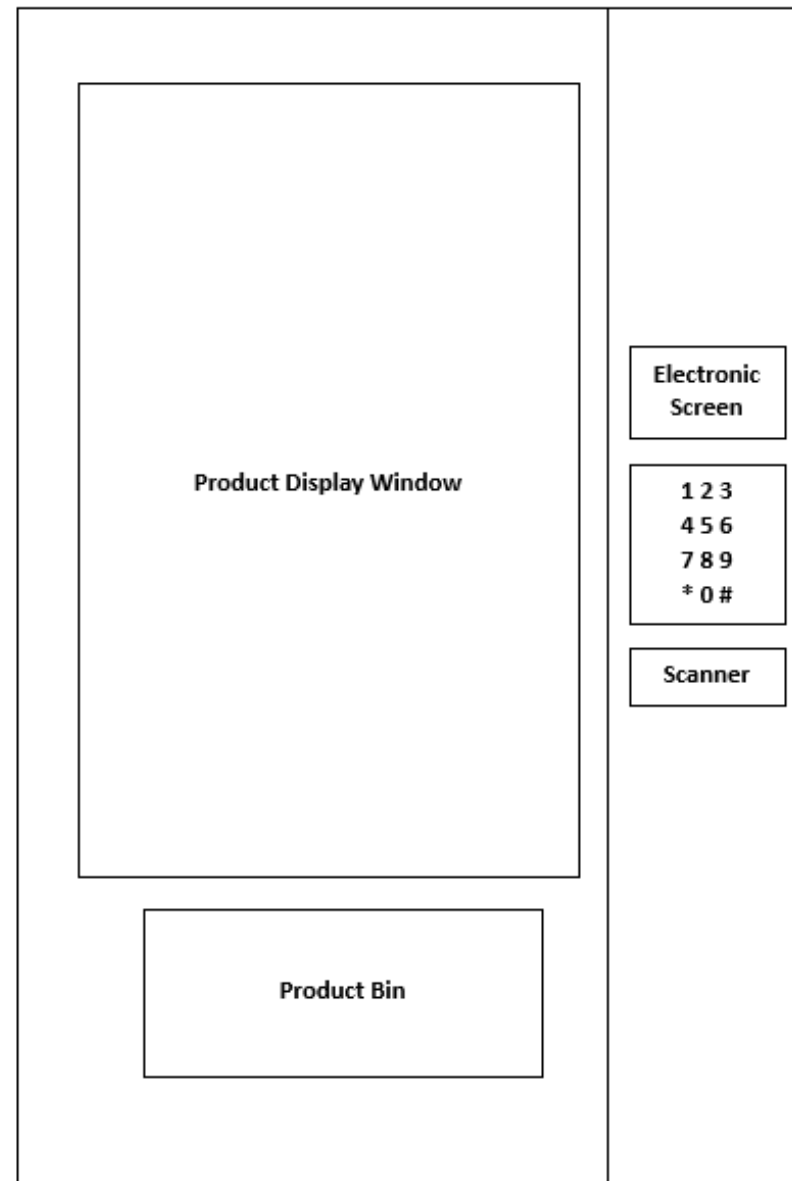 Electronic
Screen
Product Display Window
1 2 3
4 5 6
7 8 9
* 0 #
Scanner
Product Bin